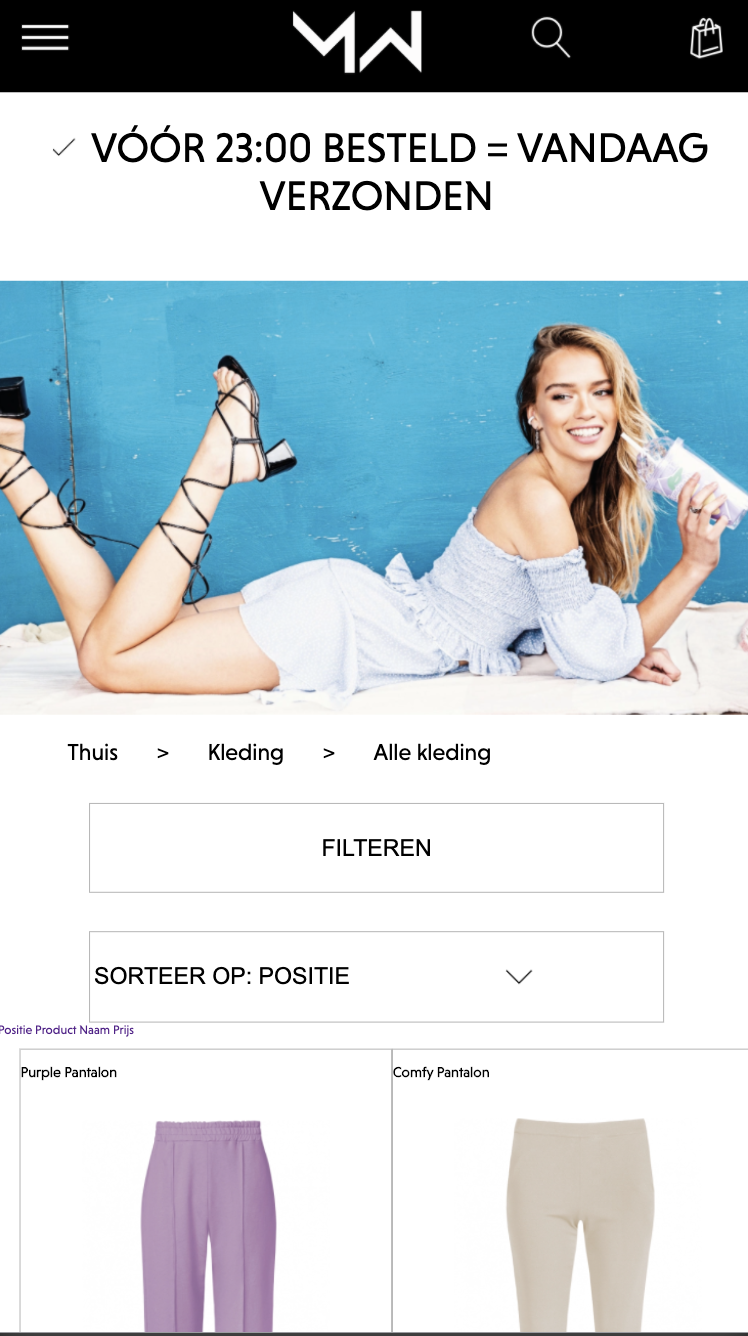 MW
VÓÓR 23:00 BESTELD = VANDAAG
VERZONDEN
Thuis > Kleding > Alle kleding
FILTEREN
SORTEER OP: POSITIE
Positie Product Naam Prijs
Purple Pantalon
Comfy Pantalon